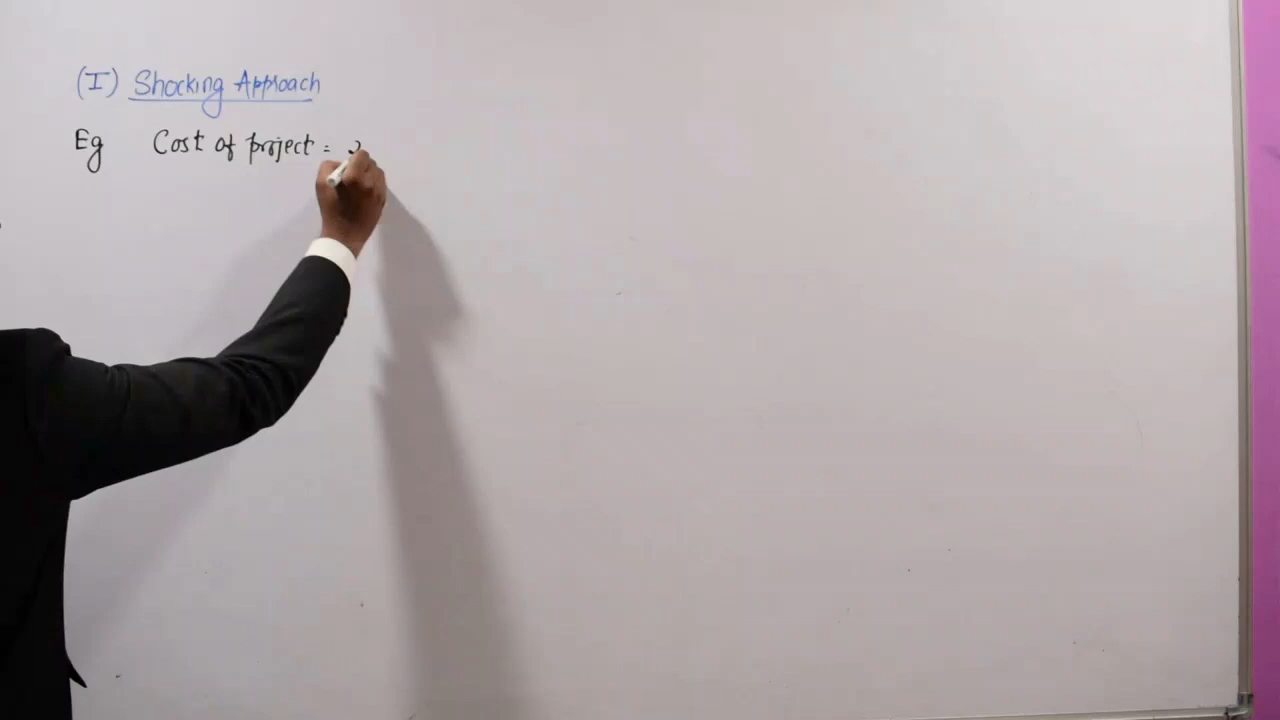 (I) Shocking Approach
Eg Cost of project =